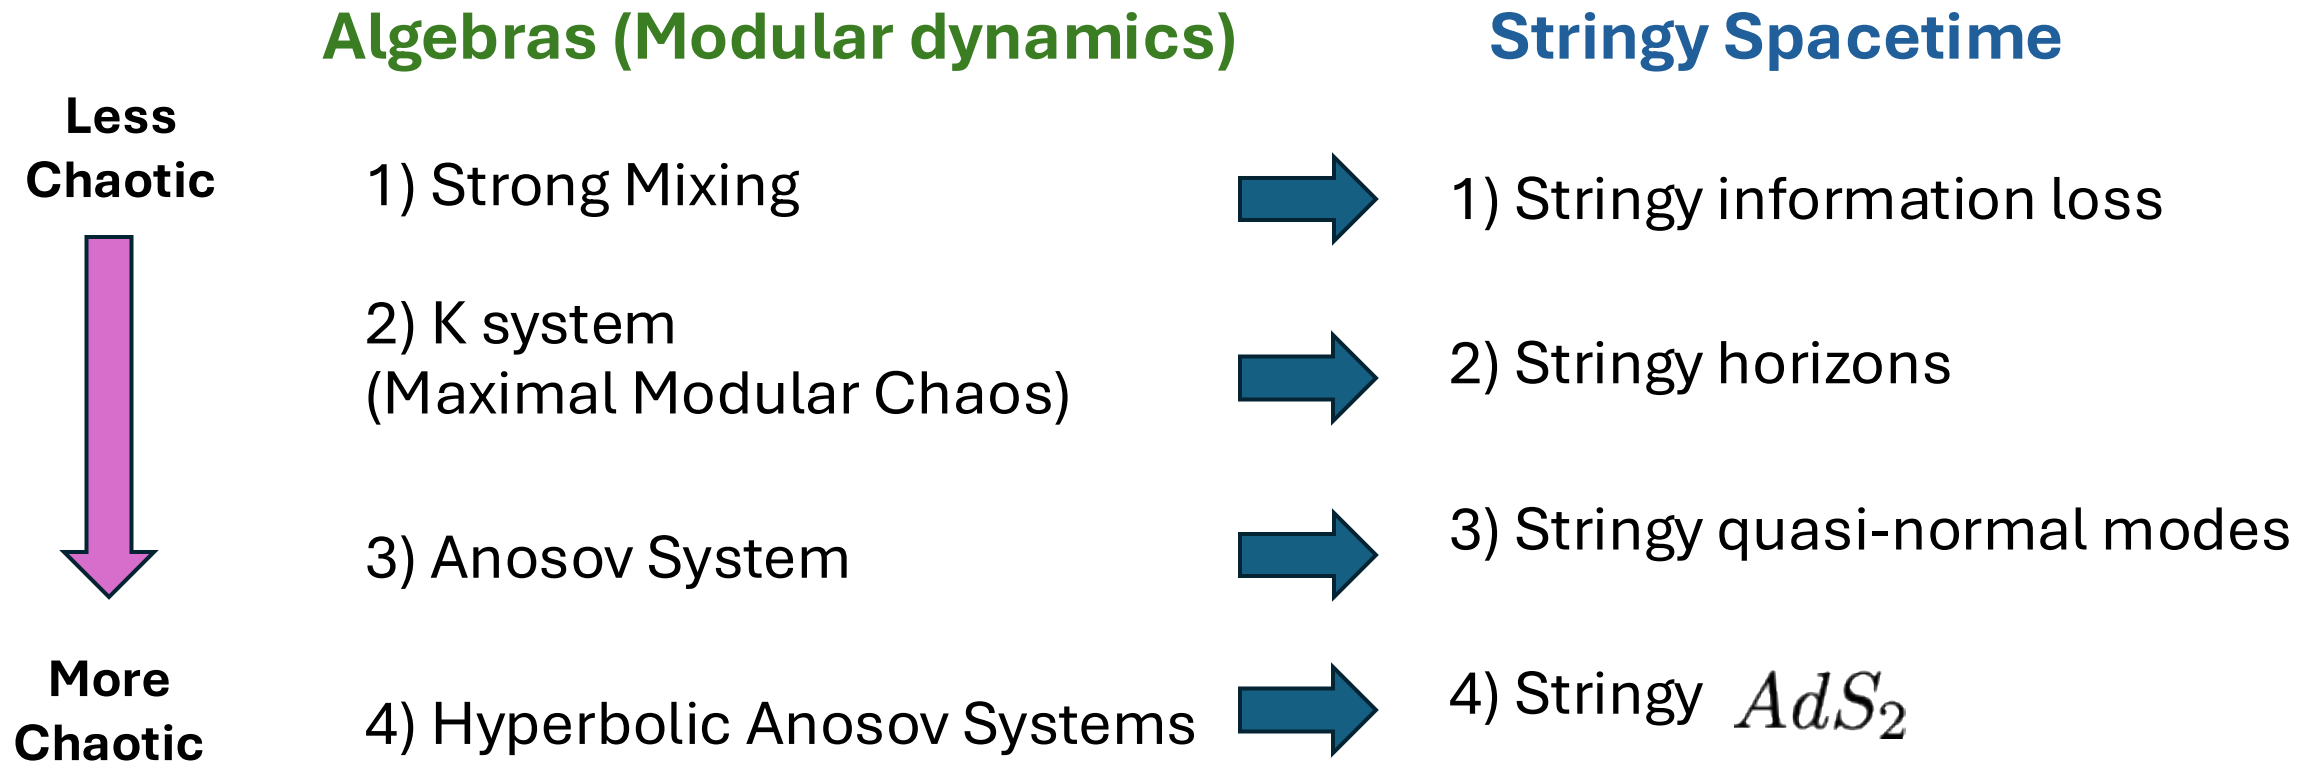 Algebras (Modular dynamics)
Stringy Spacetime
Less
Chaotic
1) Strong Mixing
1) Stringy information loss
2) K system
(Maximal Modular Chaos)
2) Stringy horizons
3) Anosov System
3) Stringy quasi-normal modes
More
Chaotic
4) Hyperbolic Anosov Systems
4) Stringy AdS₂